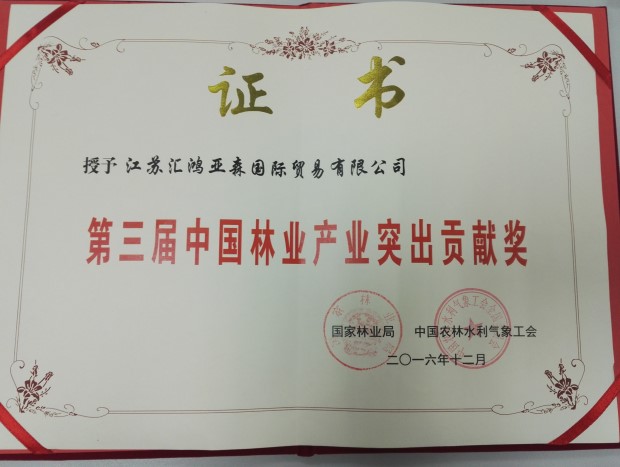 证书
授予 江苏汇鸿亚森国际贸易有限公司
第三届中国林业产业突出贡献奖
国家林业局 中国农林水利气象工会
二〇一六年十二月